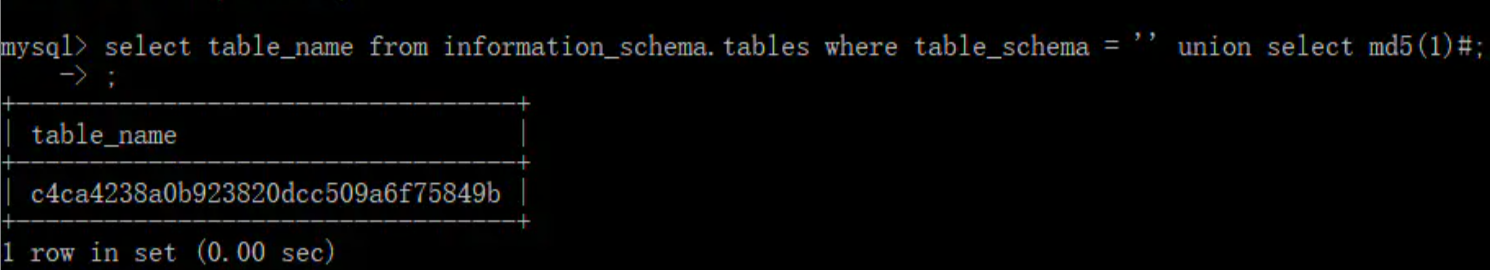 mysql> select table_name from information_schema.tables where table_schema = '' union select md5(1)#;
    -> ;
+----------------------------------+
| table_name                       |
+----------------------------------+
| c4ca4238a0b923820dcc509a6f75849b |
+----------------------------------+
1 row in set (0.00 sec)